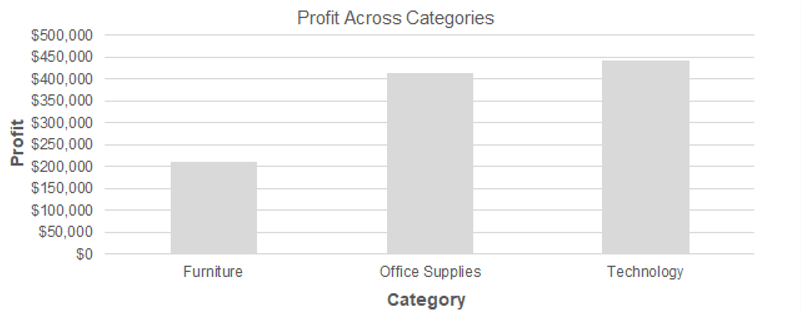 Profit Across Categories
$500,000
$450,000
$400,000
$350,000
$300,000
$250,000
$200,000
$150,000
$100,000
$50,000
$0
Profit
Furniture Office Supplies Technology
Category